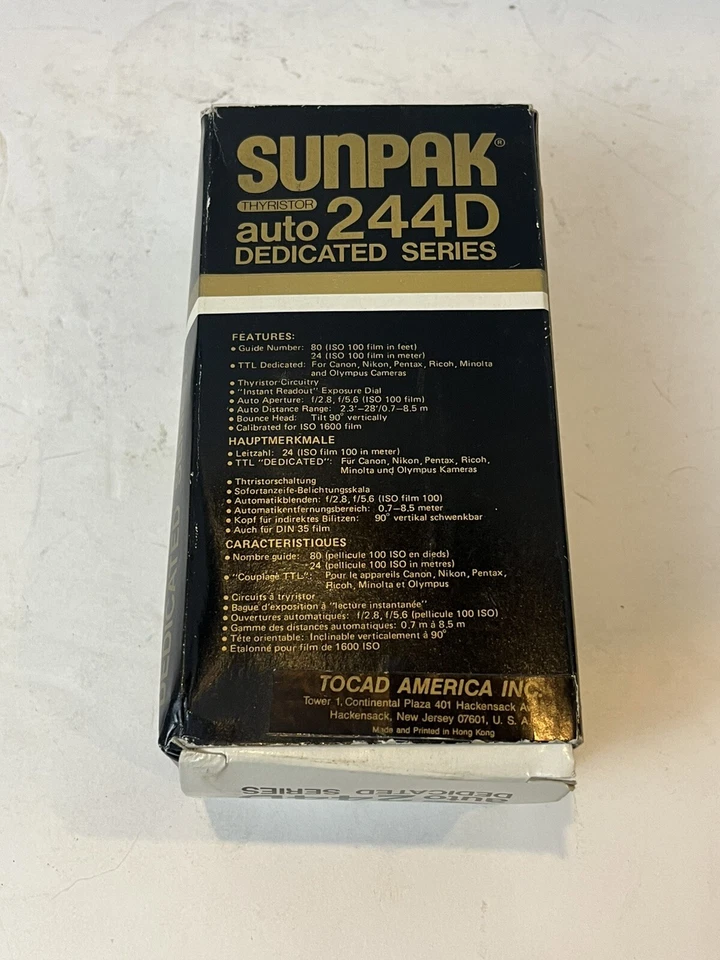 SUNPAK®
THYRISTOR
auto 244D
DEDICATED SERIES
FEATURES:
• Guide Number: 80 (ISO 100 film in feet)
24 (ISO 100 film in meter)
• TTL Dedicated: For Canon, Nikon, Pentax, Ricoh, Minolta
and Olympus Cameras
• Thyristor Circuitry
• "Instant Readout" Exposure Dial
• Auto Aperture: f/2.8, f/5.6 (ISO 100 film)
• Auto Distance Range: 2.3'–28'/0.7–8.5 m
• Bounce Head: Tilt 90° vertically
• Calibrated for ISO 1600 film
HAUPTMERKMALE
• Leitzahl: 24 (ISO film 100 in meter)
• TTL "DEDICATED": Für Canon, Nikon, Pentax, Ricoh,
Minolta und Olympus Kameras
• Thtristorschaltung
• Sofortanzeife-Belichtungsskala
• Automatikblenden: f/2.8, f/5.6 (ISO film 100)
• Automatikentfernungsbereich: 0.7–8.5 meter
• Kopf für indirektes Bilitzen: 90° vertikal schwenkbar
• Auch für DIN 35 film
CARACTERISTIQUES
• Nombre guide: 80 (pellicule 100 ISO en dieds)
24 (pellicule 100 ISO in metres)
• "Couplage TTL": Pour le appareils Canon, Nikon, Pentax,
Ricoh, Minolta et Olympus
• Circuits á tryristor
• Bague d'exposition á "lecture instantanée"
• Ouvertures automatiques: f/2,8, f/5,6 (pellicule 100 ISO)
• Gamme des distances automatiques: 0,7 m á 8,5 m
• Tête orientable: Inclinable verticalement á 90°
• Etalonné pour film de 1600 ISO
TOCAD AMERICA INC.
Tower 1, Continental Plaza 401 Hackensack Av
Hackensack, New Jersey 07601, U. S. A.
Made and Printed in Hong Kong
auto 244D
DEDICATED SERIES
DEDICATED